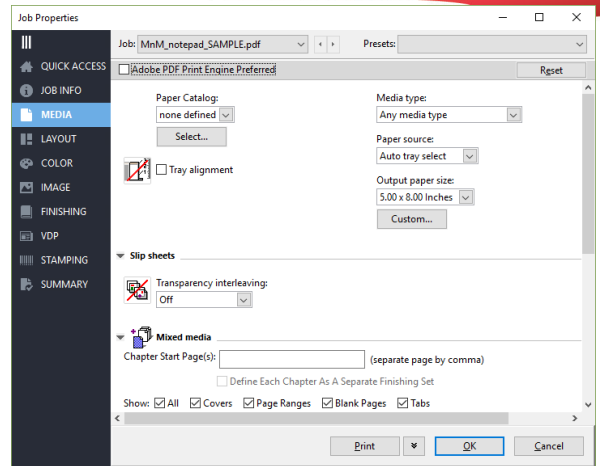 Job Properties
Job: MnM_notepad_SAMPLE.pdf Presets:
QUICK ACCESS
JOB INFO
MEDIA
LAYOUT
COLOR
IMAGE
FINISHING
VDP
STAMPING
SUMMARY
Adobe PDF Print Engine Preferred Reset
Paper Catalog: Media type:
none defined Any media type
Select... Paper source:
Tray alignment Auto tray select
Output paper size:
5.00 x 8.00 Inches
Custom...
Slip sheets
Transparency interleaving:
Off
Mixed media
Chapter Start Page(s): (separate page by comma)
Define Each Chapter As A Separate Finishing Set
Show: All Covers Page Ranges Blank Pages Tabs
Print OK Cancel